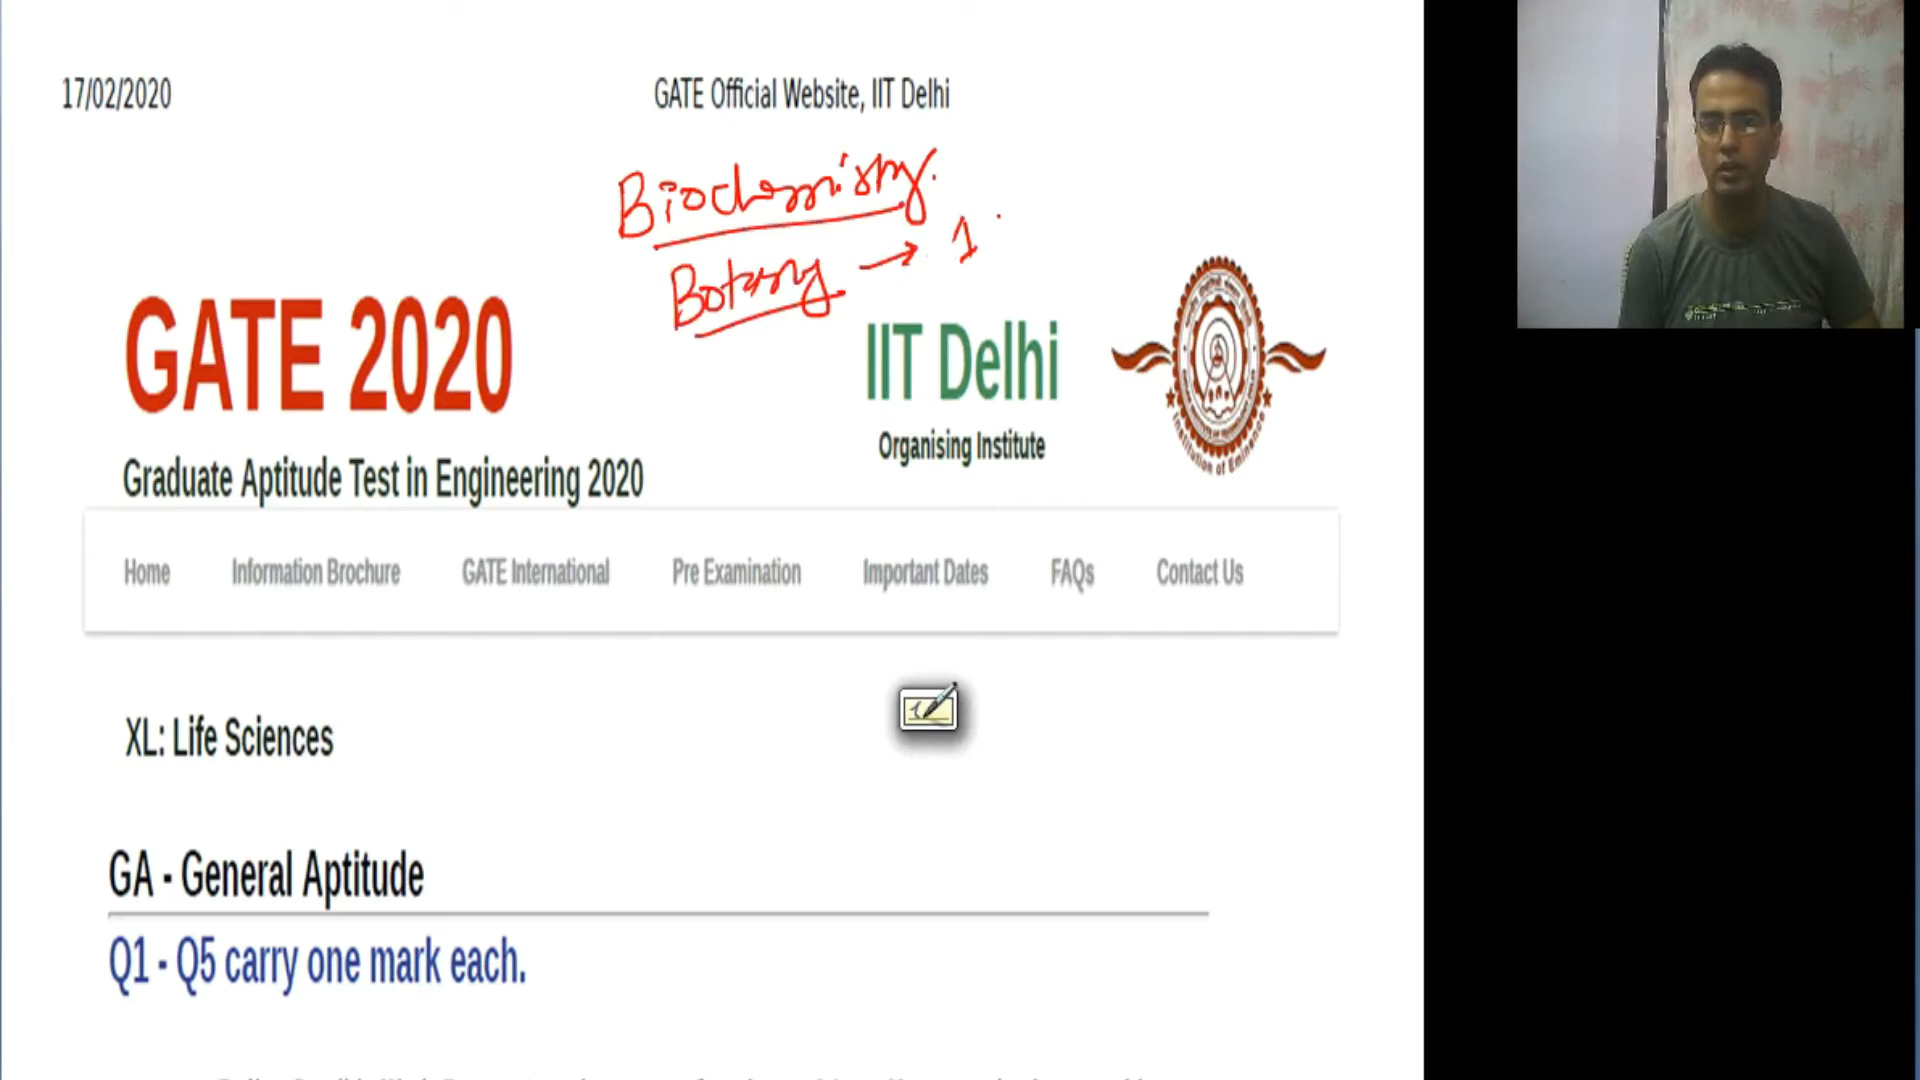 17/02/2020 GATE Official Website, IIT Delhi
Biochemistry.
Botany → 1
GATE 2020
IIT Delhi
Organising Institute
Graduate Aptitude Test in Engineering 2020
Home Information Brochure GATE International Pre Examination Important Dates FAQs Contact Us
XL: Life Sciences
GA - General Aptitude
Q1 - Q5 carry one mark each.